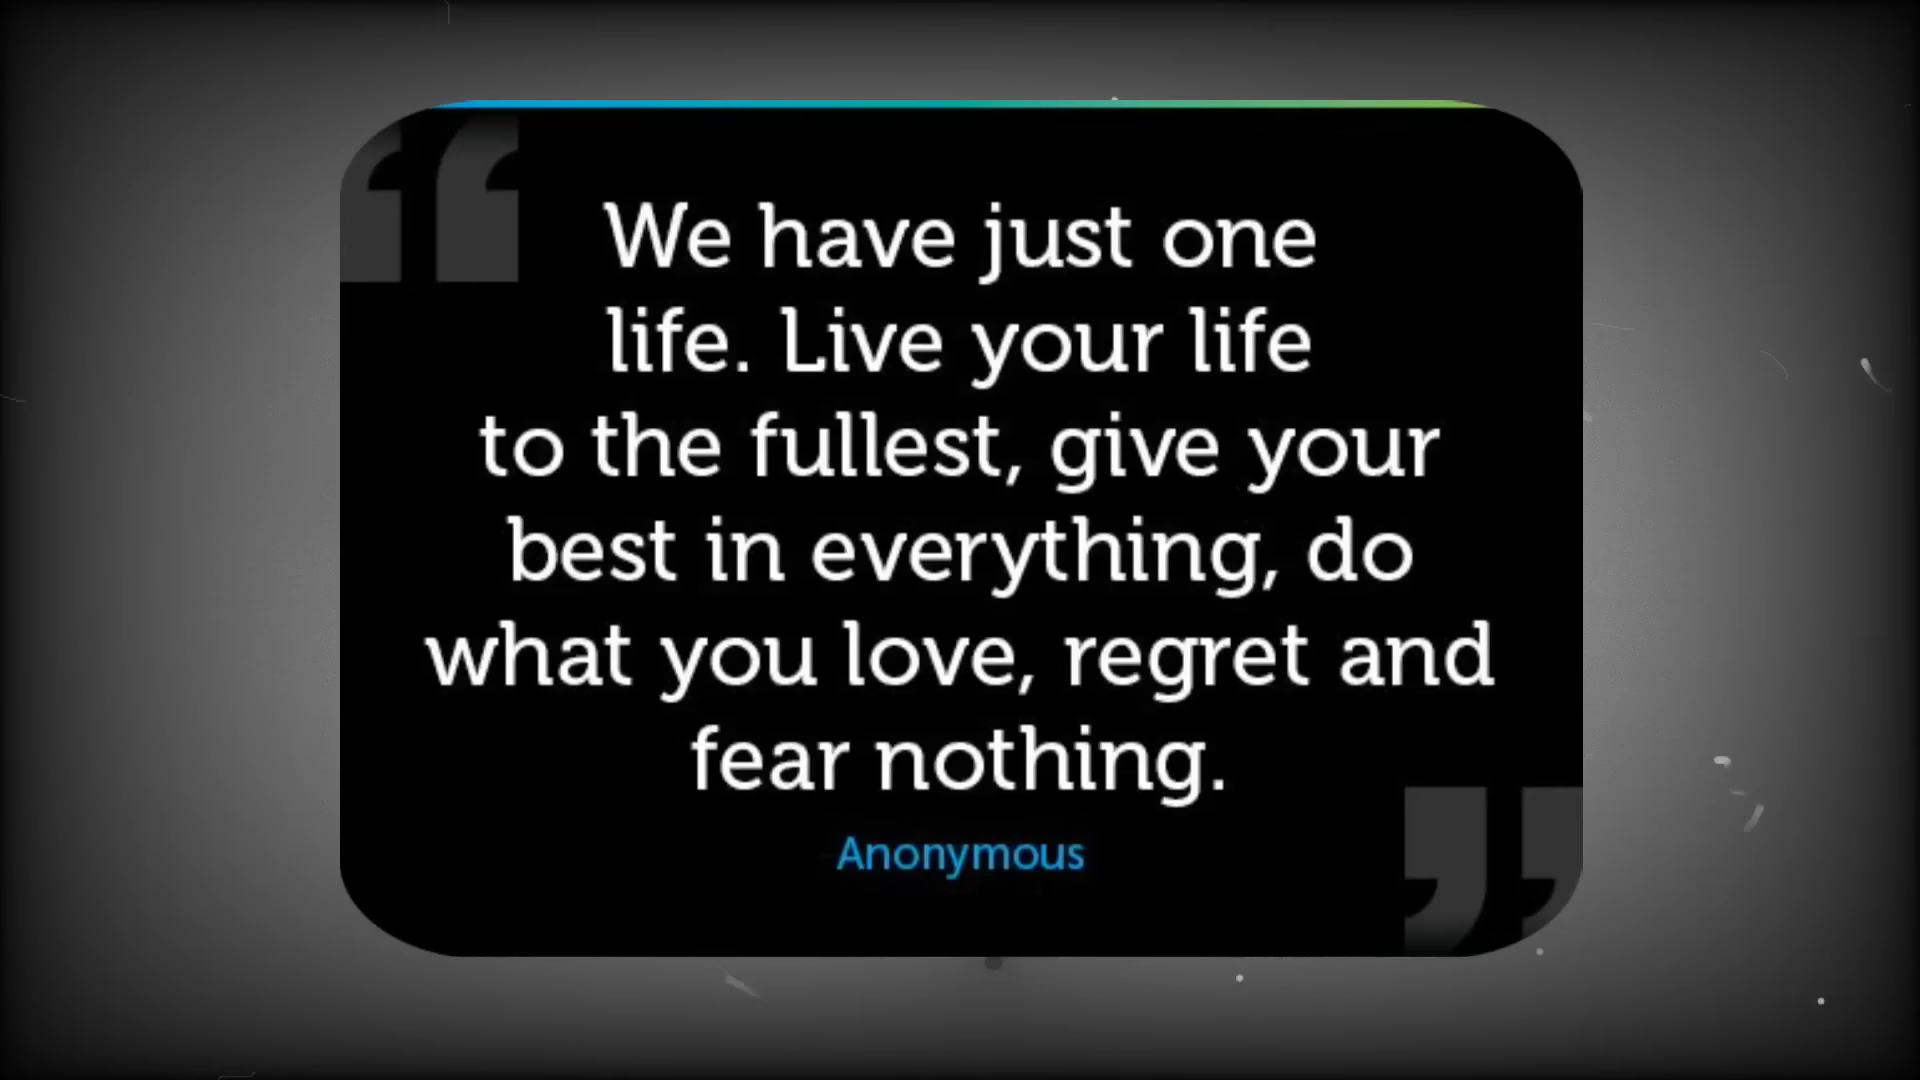 We have just one
life. Live your life
to the fullest, give your
best in everything, do
what you love, regret and
fear nothing.
Anonymous